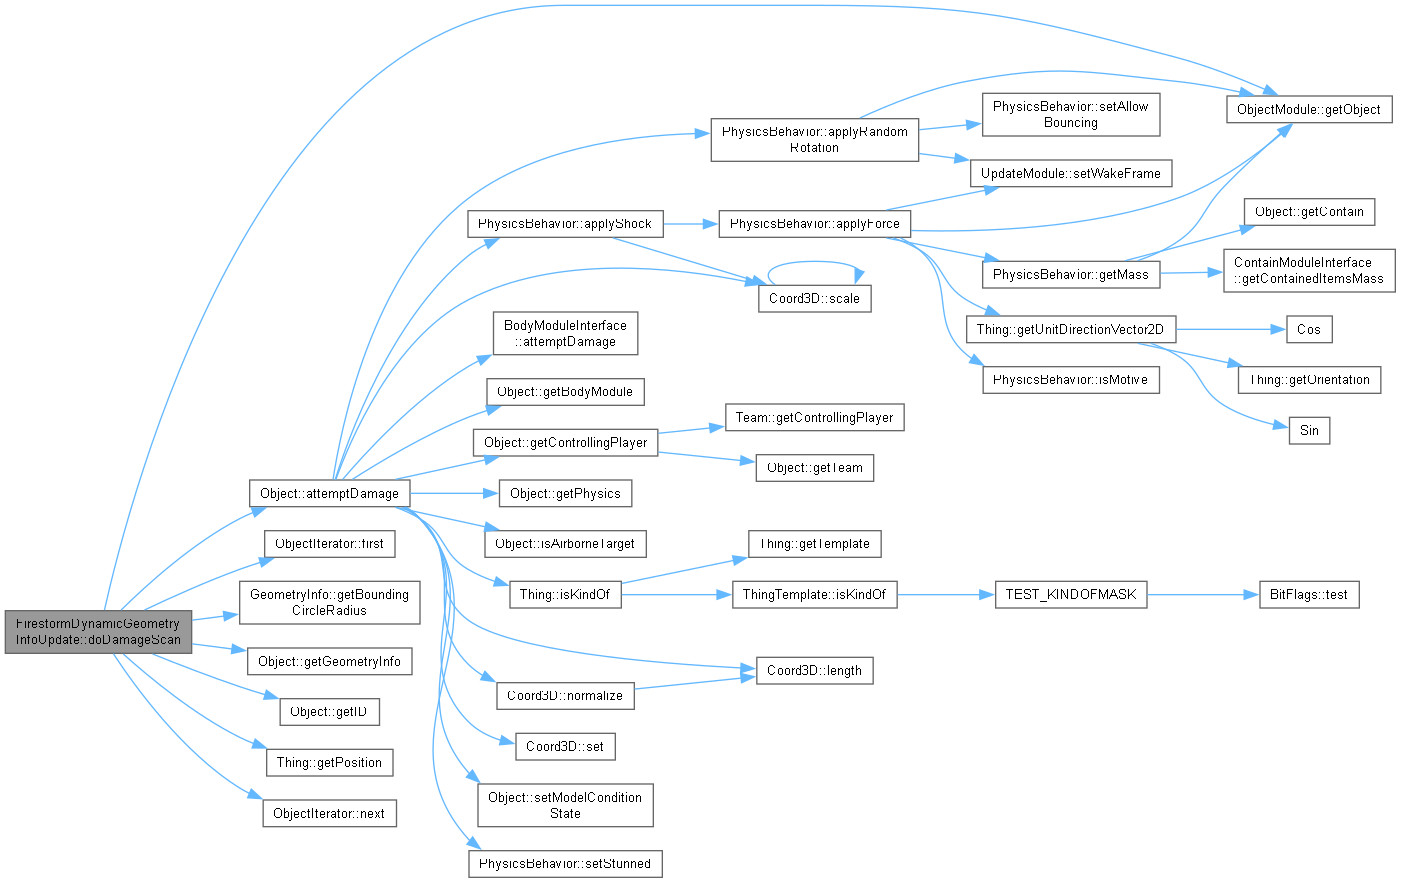 FirestormDynamicGeometry
InfoUpdate::doDamageScan
Object::attemptDamage
ObjectIterator::first
GeometryInfo::getBounding
CircleRadius
Object::getGeometryInfo
Object::getID
Thing::getPosition
ObjectIterator::next
PhysicsBehavior::applyShock
BodyModuleInterface
::attemptDamage
Object::getBodyModule
Object::getControllingPlayer
Object::getPhysics
Object::isAirborneTarget
Thing::isKindOf
Coord3D::normalize
Coord3D::set
Object::setModelCondition
State
PhysicsBehavior::setStunned
PhysicsBehavior::applyRandom
Rotation
PhysicsBehavior::applyForce
Coord3D::scale
Team::getControllingPlayer
Object::getTeam
Thing::getTemplate
ThingTemplate::isKindOf
Coord3D::length
PhysicsBehavior::setAllow
Bouncing
UpdateModule::setWakeFrame
PhysicsBehavior::getMass
Thing::getUnitDirectionVector2D
PhysicsBehavior::isMotive
TEST_KINDOFMASK
ObjectModule::getObject
Object::getContain
ContainModuleInterface
::getContainedItemsMass
Cos
Thing::getOrientation
Sin
BitFlags::test